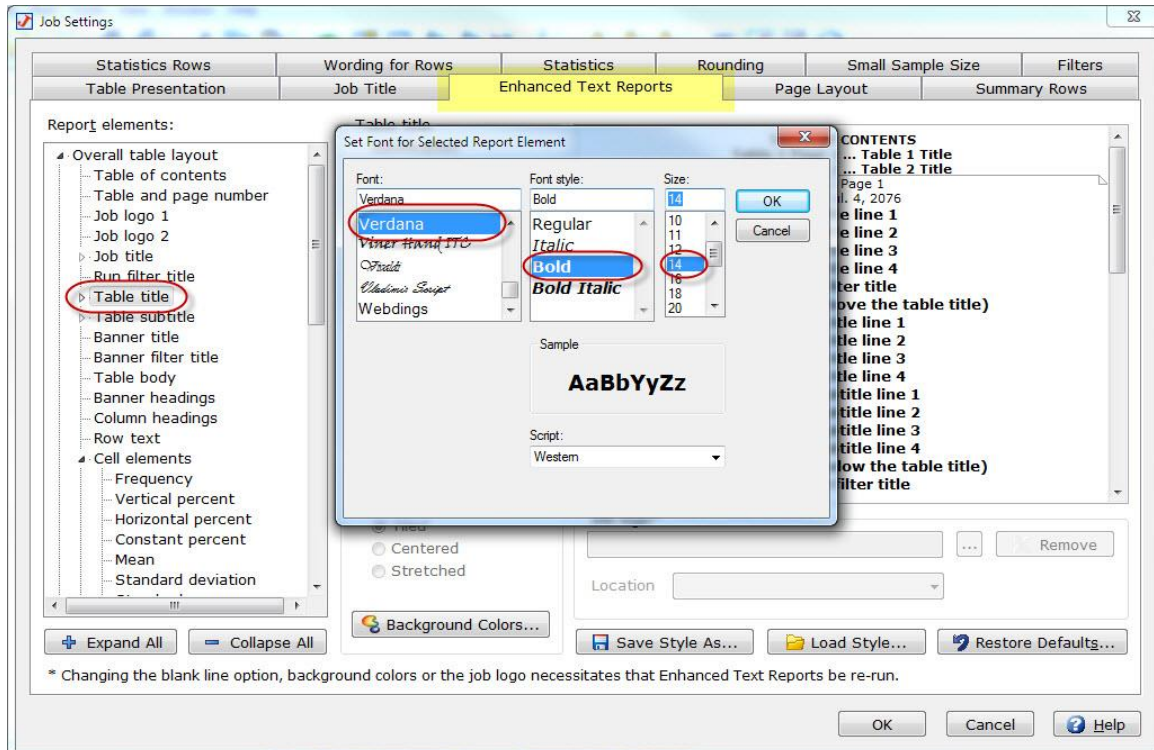 Job Settings
Statistics Rows
Wording for Rows
Statistics
Rounding
Small Sample Size
Filters
Table Presentation
Job Title
Enhanced Text Reports
Page Layout
Summary Rows
Report elements:
Overall table layout
Table of contents
Table and page number
Job logo 1
Job logo 2
Job title
Run filter title
Table title
Table subtitle
Banner title
Banner filter title
Table body
Banner headings
Column headings
Row text
Cell elements
Frequency
Vertical percent
Horizontal percent
Constant percent
Mean
Standard deviation
Expand All
Collapse All
Table title
Set Font for Selected Report Element
Font:
Verdana
Verdana
Viner Hand ITC
Vivaldi
Vladimir Script
Webdings
Font style:
Bold
Regular
Italic
Bold
Bold Italic
Size:
14
10
11
12
14
16
18
20
OK
Cancel
Sample
AaBbYyZz
Script:
Western
Tiled
Centered
Stretched
Background Colors...
CONTENTS
... Table 1 Title
... Table 2 Title
Page 1
4, 2076
line 1
line 2
line 3
line 4
title
the table title)
line 1
line 2
line 3
line 4
title line 1
title line 2
title line 3
title line 4
the table title)
filter title
...
Remove
Location
Save Style As...
Load Style...
Restore Defaults...
* Changing the blank line option, background colors or the job logo necessitates that Enhanced Text Reports be re-run.
OK
Cancel
Help